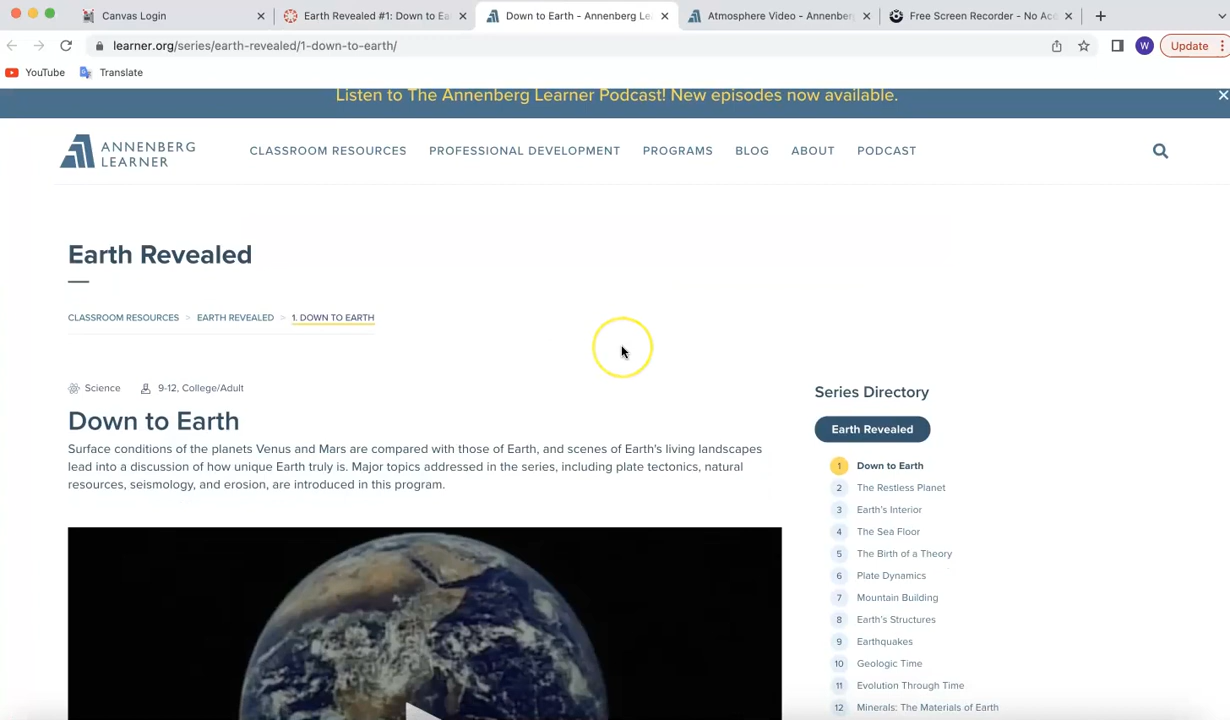 Canvas Login
Earth Revealed #1: Down to Ea
Down to Earth - Annenberg Le
Atmosphere Video - Annenberg
Free Screen Recorder - No Ad
learner.org/series/earth-revealed/1-down-to-earth/
W
Update
YouTube
Translate
Listen to The Annenberg Learner Podcast! New episodes now available.
ANNENBERG
LEARNER
CLASSROOM RESOURCES
PROFESSIONAL DEVELOPMENT
PROGRAMS
BLOG
ABOUT
PODCAST
Earth Revealed
CLASSROOM RESOURCES > EARTH REVEALED > 1. DOWN TO EARTH
Science
9-12, College/Adult
Down to Earth
Surface conditions of the planets Venus and Mars are compared with those of Earth, and scenes of Earth's living landscapes
lead into a discussion of how unique Earth truly is. Major topics addressed in the series, including plate tectonics, natural
resources, seismology, and erosion, are introduced in this program.
Series Directory
Earth Revealed
1 Down to Earth
2 The Restless Planet
3 Earth's Interior
4 The Sea Floor
5 The Birth of a Theory
6 Plate Dynamics
7 Mountain Building
8 Earth's Structures
9 Earthquakes
10 Geologic Time
11 Evolution Through Time
12 Minerals: The Materials of Earth